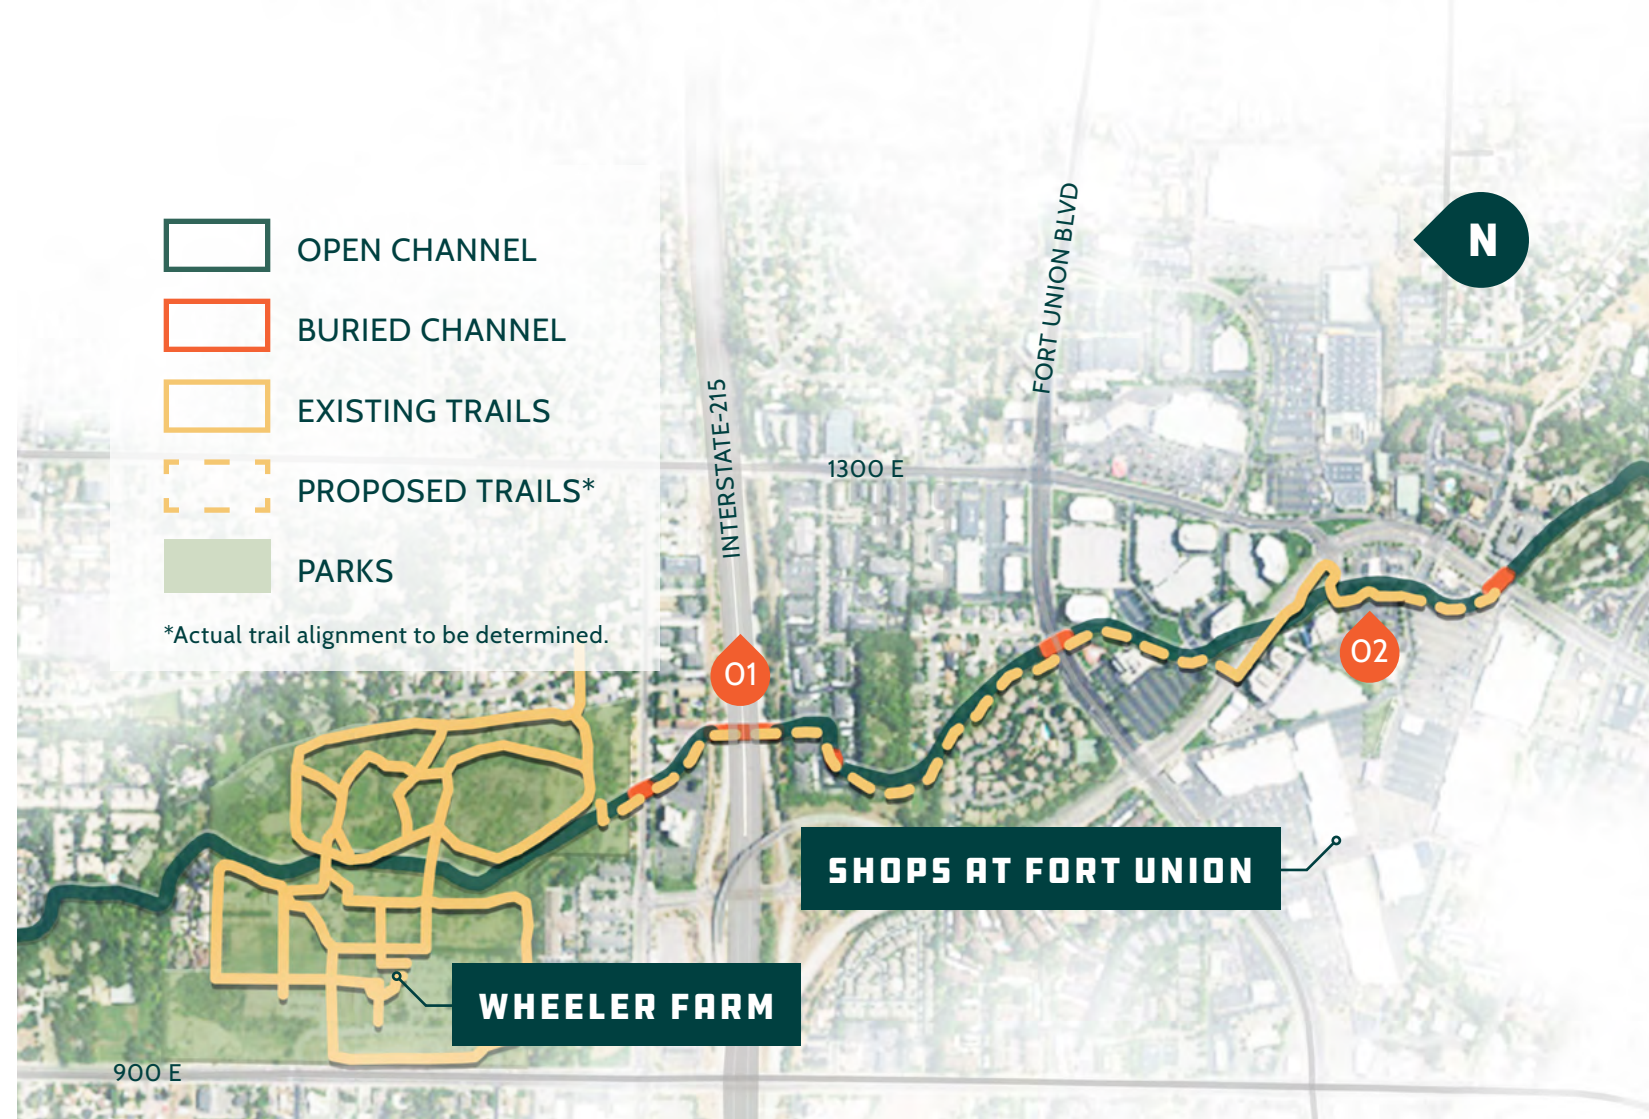 OPEN CHANNEL
BURIED CHANNEL
EXISTING TRAILS
PROPOSED TRAILS*
PARKS
*Actual trail alignment to be determined.
INTERSTATE-215
FORT UNION BLVD
N
1300 E
01
02
SHOPS AT FORT UNION
WHEELER FARM
900 E